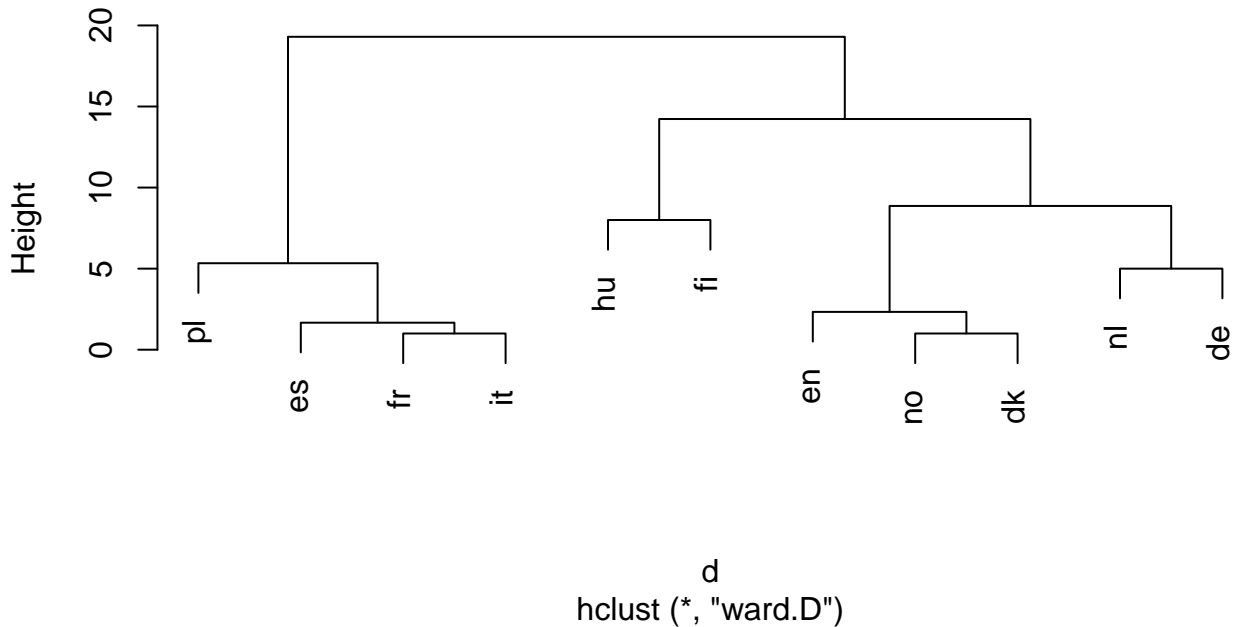 20
15
10
5
0
Height
pl
es
fr
it
hu
fi
en
no
dk
nl
de
d
hclust (*, "ward.D")